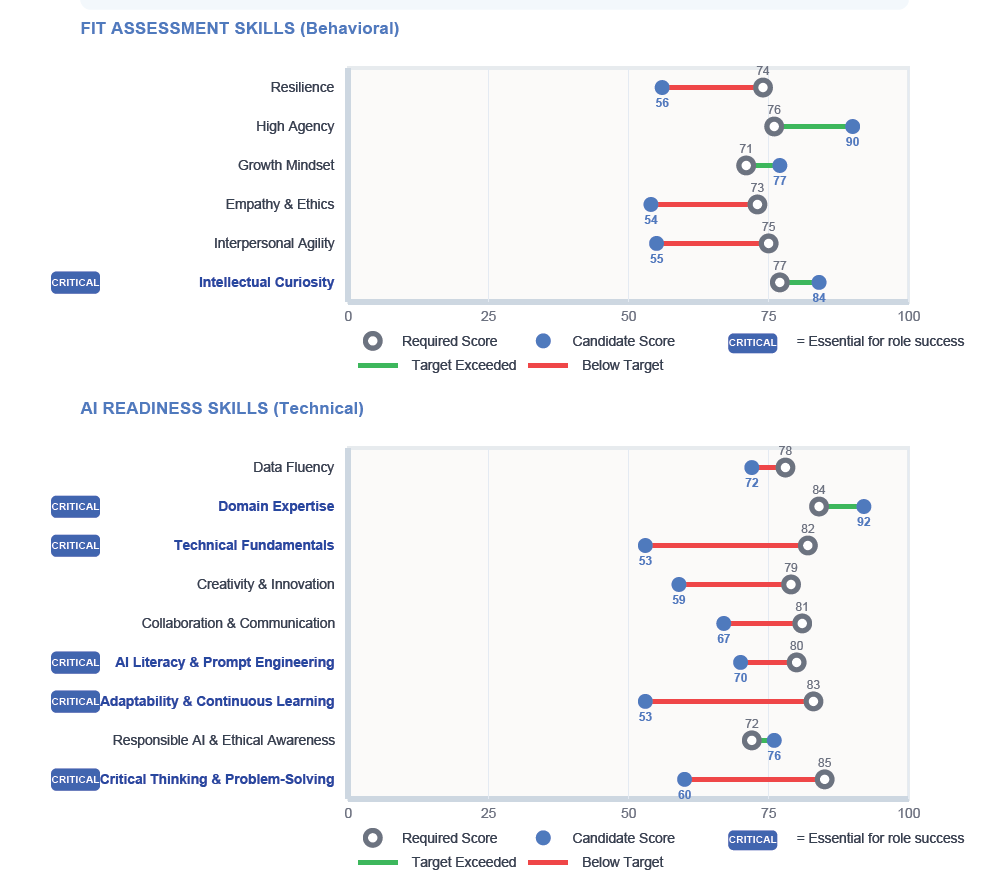 FIT ASSESSMENT SKILLS (Behavioral)
74
Resilience
56
76
High Agency
90
71
Growth Mindset
77
73
Empathy & Ethics
54
75
Interpersonal Agility
55
77
CRITICAL Intellectual Curiosity
84
0 25 50 75 100
Required Score Candidate Score CRITICAL = Essential for role success
Target Exceeded Below Target
AI READINESS SKILLS (Technical)
78
Data Fluency
72
84
CRITICAL Domain Expertise
92
82
CRITICAL Technical Fundamentals
53
79
Creativity & Innovation
59
81
Collaboration & Communication
67
80
CRITICAL AI Literacy & Prompt Engineering
70
83
CRITICAL Adaptability & Continuous Learning
53
72
Responsible AI & Ethical Awareness
76
85
CRITICAL Critical Thinking & Problem-Solving
60
0 25 50 75 100
Required Score Candidate Score CRITICAL = Essential for role success
Target Exceeded Below Target